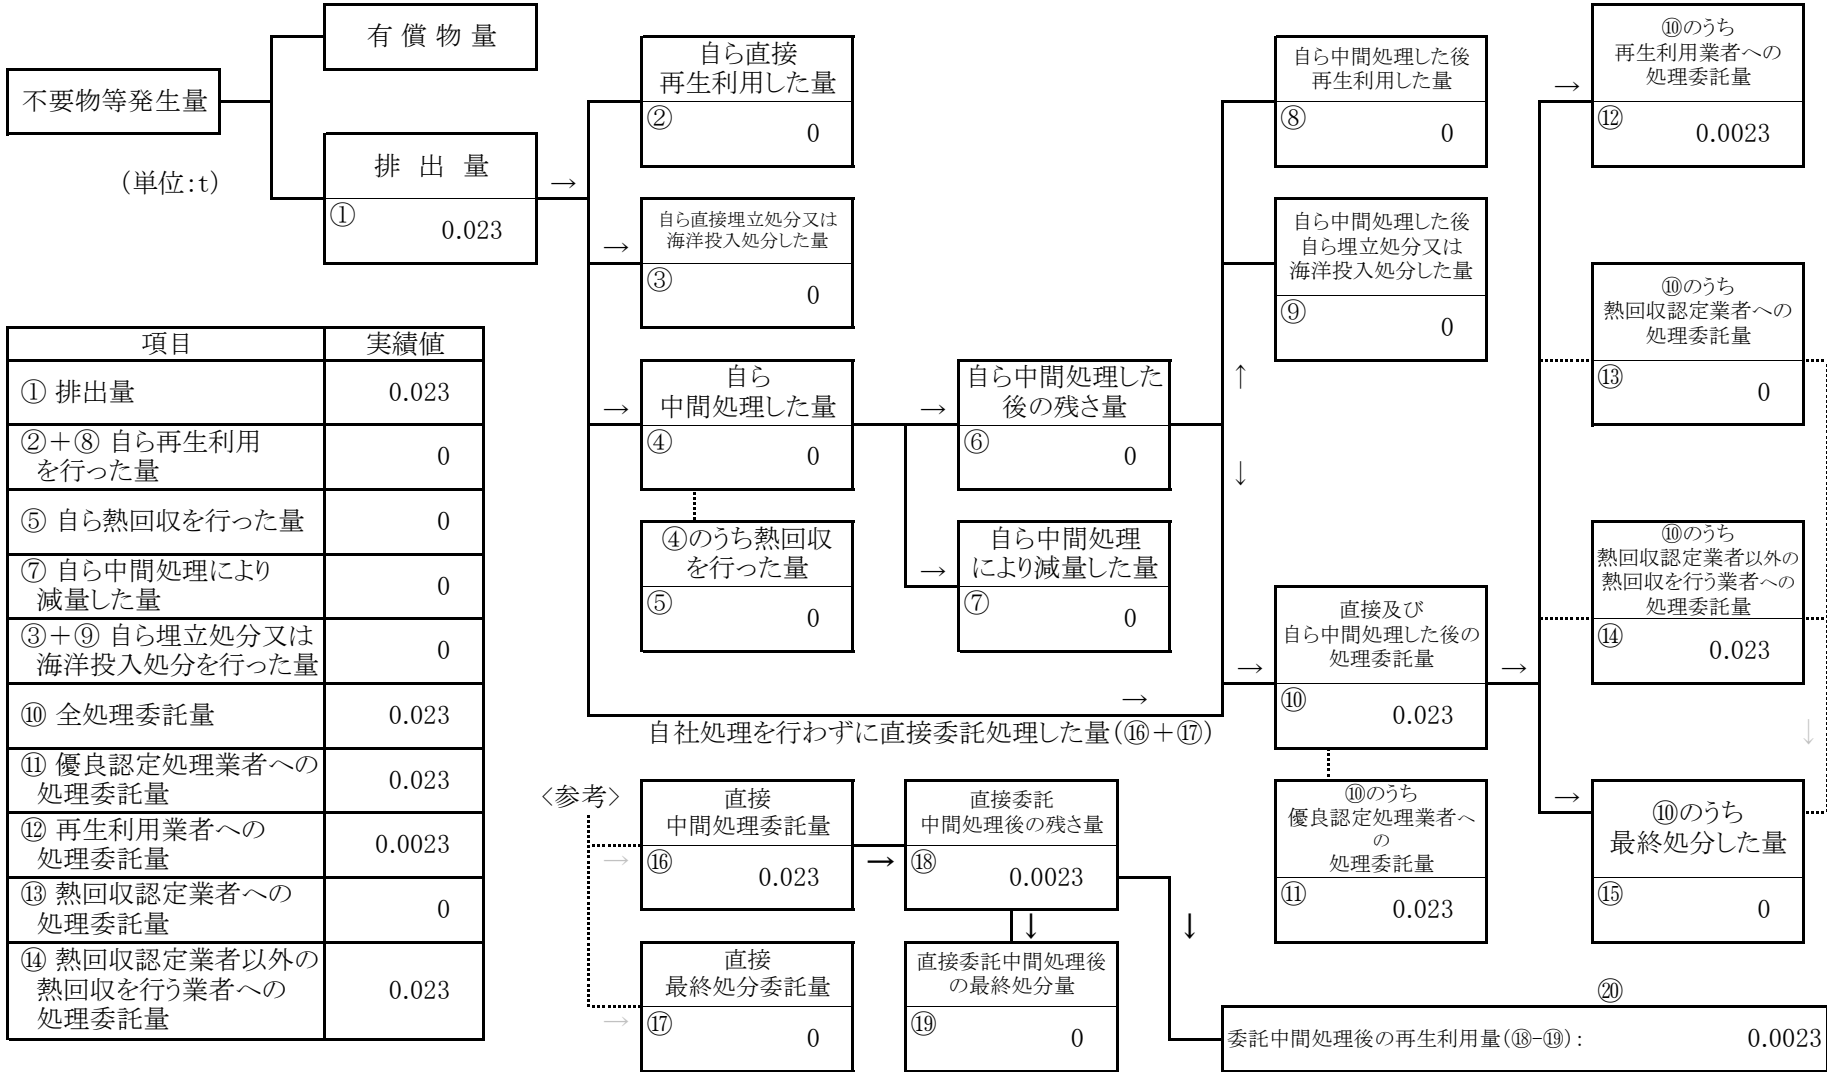 有 償 物 量
不要物等発生量
(単位:t)
排 出 量
①
0.023
→
自ら直接
再生利用した量
②
0
→
自ら直接埋立処分又は
海洋投入処分した量
③
0
→
自ら
中間処理した量
④
0
④のうち熱回収
を行った量
⑤
0
→
自ら中間処理した
後の残さ量
⑥
0
→
自ら中間処理
により減量した量
⑦
0
↑
↓
自ら中間処理した後
再生利用した量
⑧
0
自ら中間処理した後
自ら埋立処分又は
海洋投入処分した量
⑨
0
→
自社処理を行わずに直接委託処理した量(⑯+⑰)
→
直接及び
自ら中間処理した後の
処理委託量
⑩
0.023
→
⑩のうち
優良認定処理業者へ
の
処理委託量
⑪
0.023
→
⑩のうち
再生利用業者への
処理委託量
⑫
0.0023
⑩のうち
熱回収認定業者への
処理委託量
⑬
0
⑩のうち
熱回収認定業者以外の
熱回収を行う業者への
処理委託量
⑭
0.023
↓
→
⑩のうち
最終処分した量
⑮
0
項目 実績値
① 排出量 0.023
②+⑧ 自ら再生利用
を行った量 0
⑤ 自ら熱回収を行った量 0
⑦ 自ら中間処理により
減量した量 0
③+⑨ 自ら埋立処分又は
海洋投入処分を行った量 0
⑩ 全処理委託量 0.023
⑪ 優良認定処理業者への
処理委託量 0.023
⑫ 再生利用業者への
処理委託量 0.0023
⑬ 熱回収認定業者への
処理委託量 0
⑭ 熱回収認定業者以外の
熱回収を行う業者への
処理委託量 0.023
<参考>
→
直接
中間処理委託量
⑯
0.023
→
直接委託
中間処理後の残さ量
⑱
0.0023
↓
↓
→
直接
最終処分委託量
⑰
0
直接委託中間処理後
の最終処分量
⑲
0
⑳
委託中間処理後の再生利用量(⑱-⑲): 0.0023